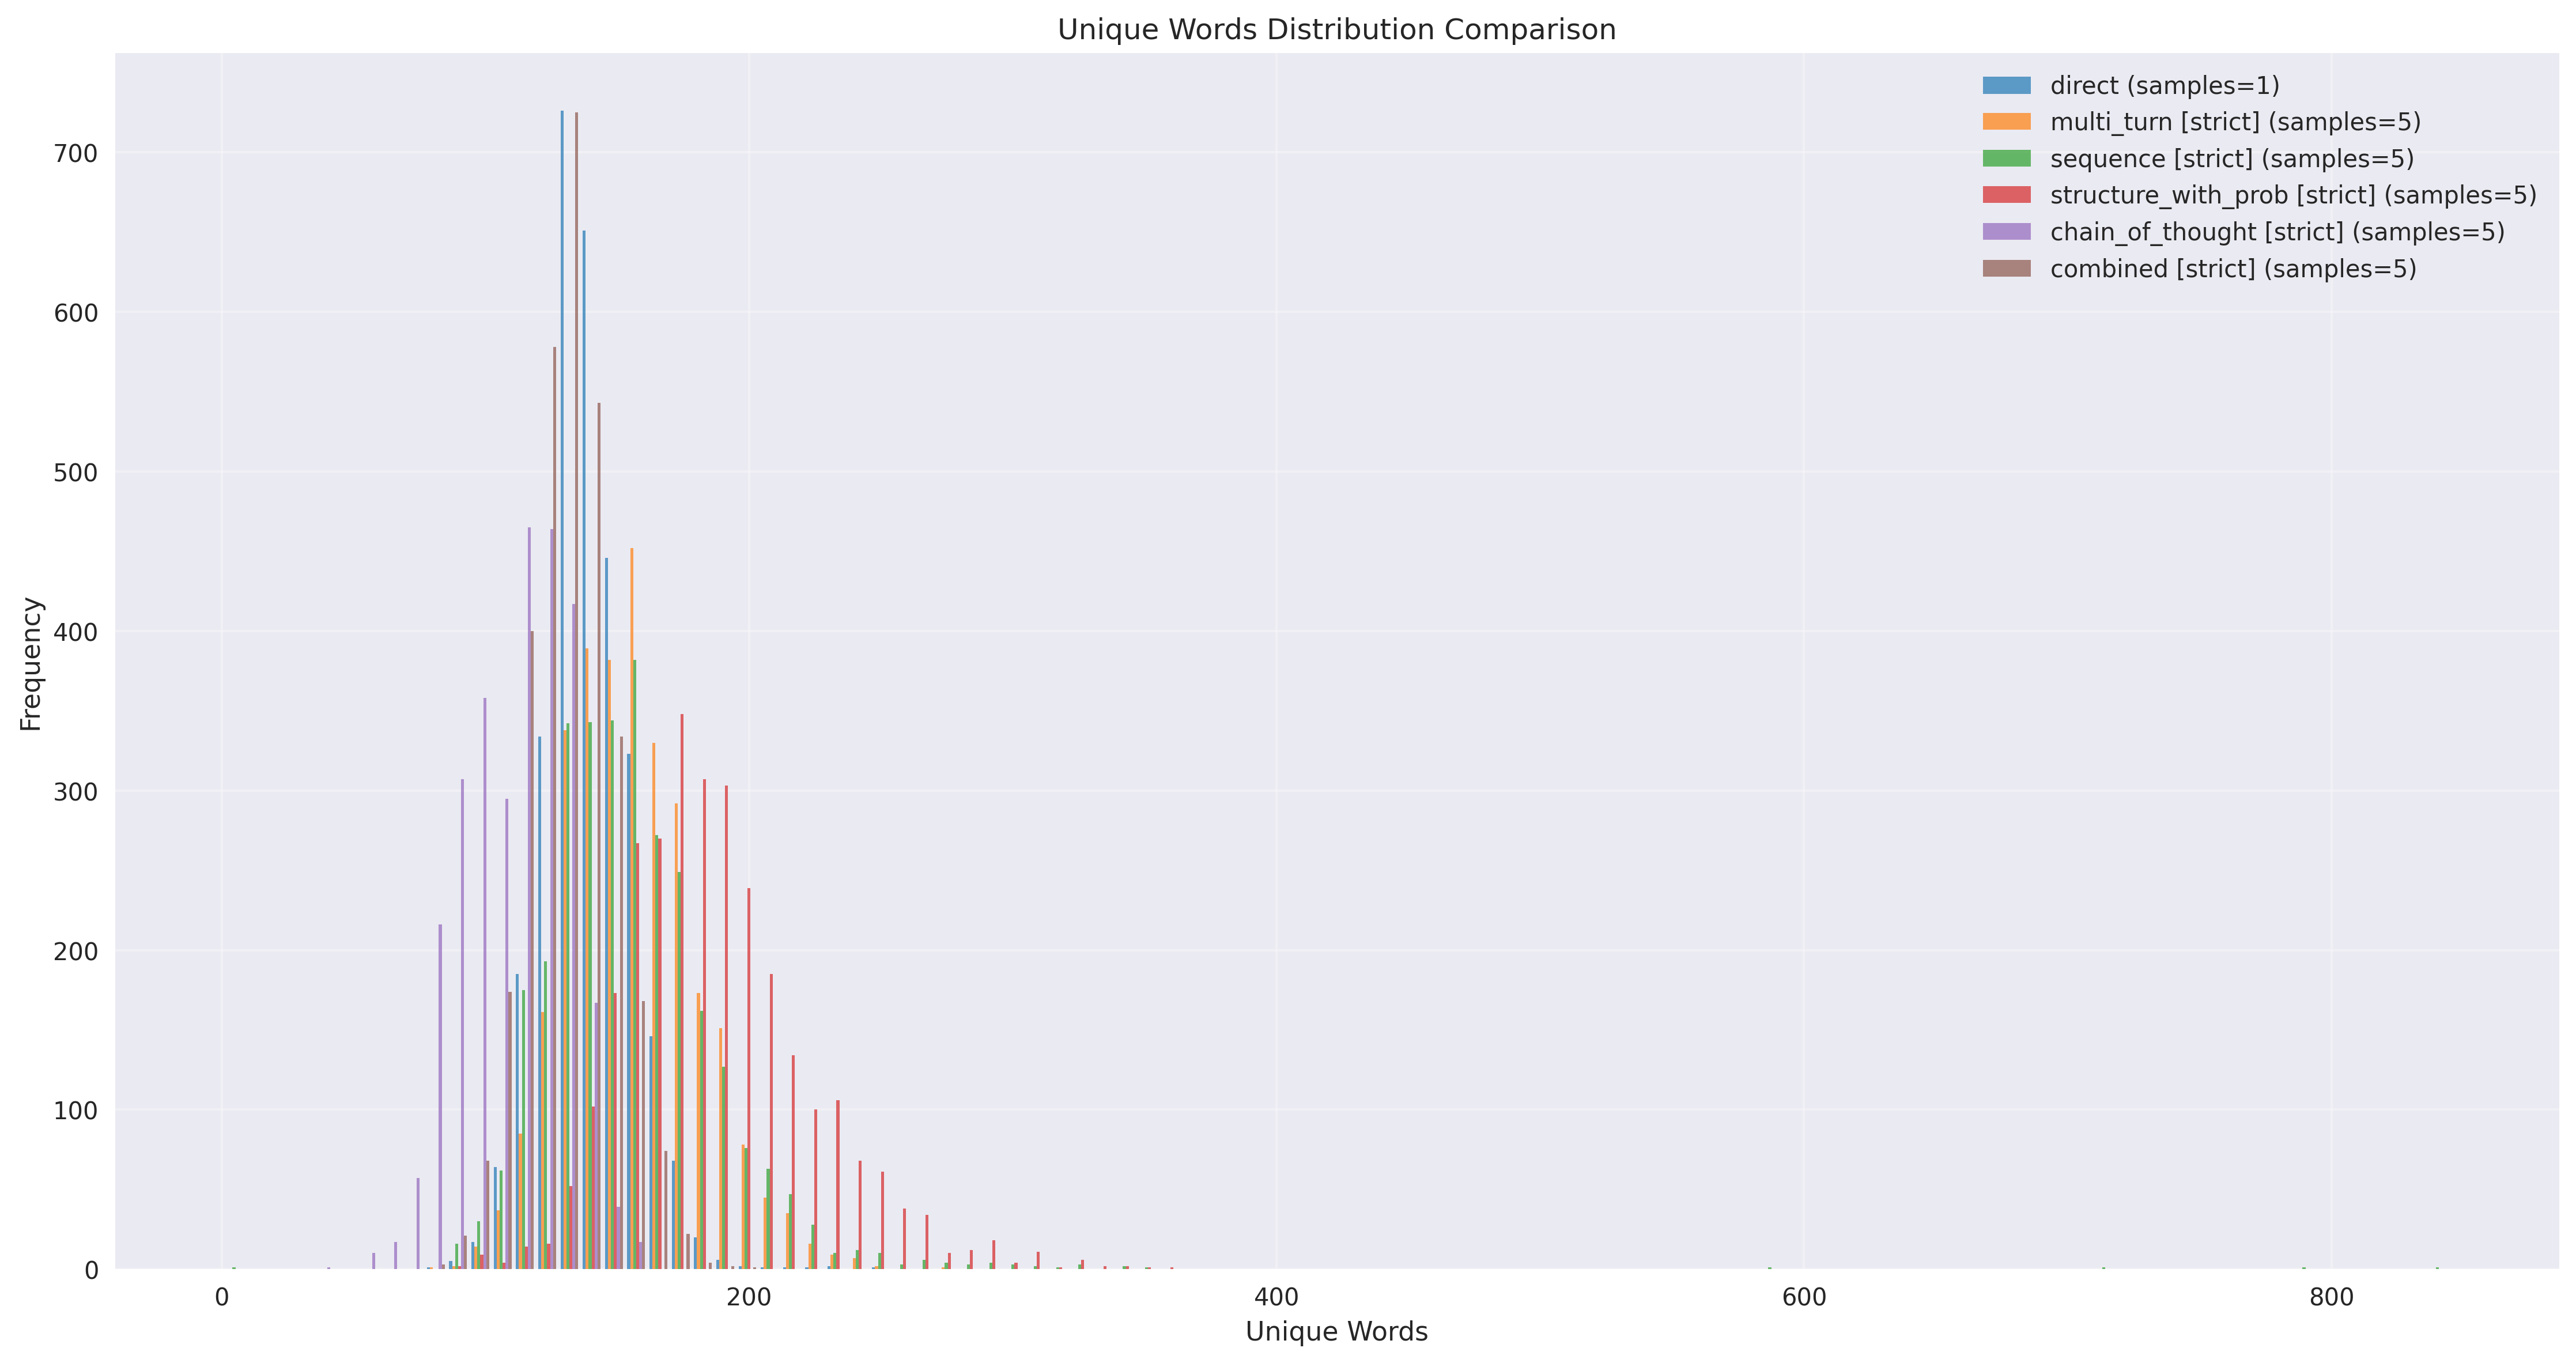 Unique Words Distribution Comparison
direct (samples=1)
multi_turn [strict] (samples=5)
sequence [strict] (samples=5)
structure_with_prob [strict] (samples=5)
chain_of_thought [strict] (samples=5)
combined [strict] (samples=5)
Frequency
700
600
500
400
300
200
100
0
0 200 400 600 800
Unique Words